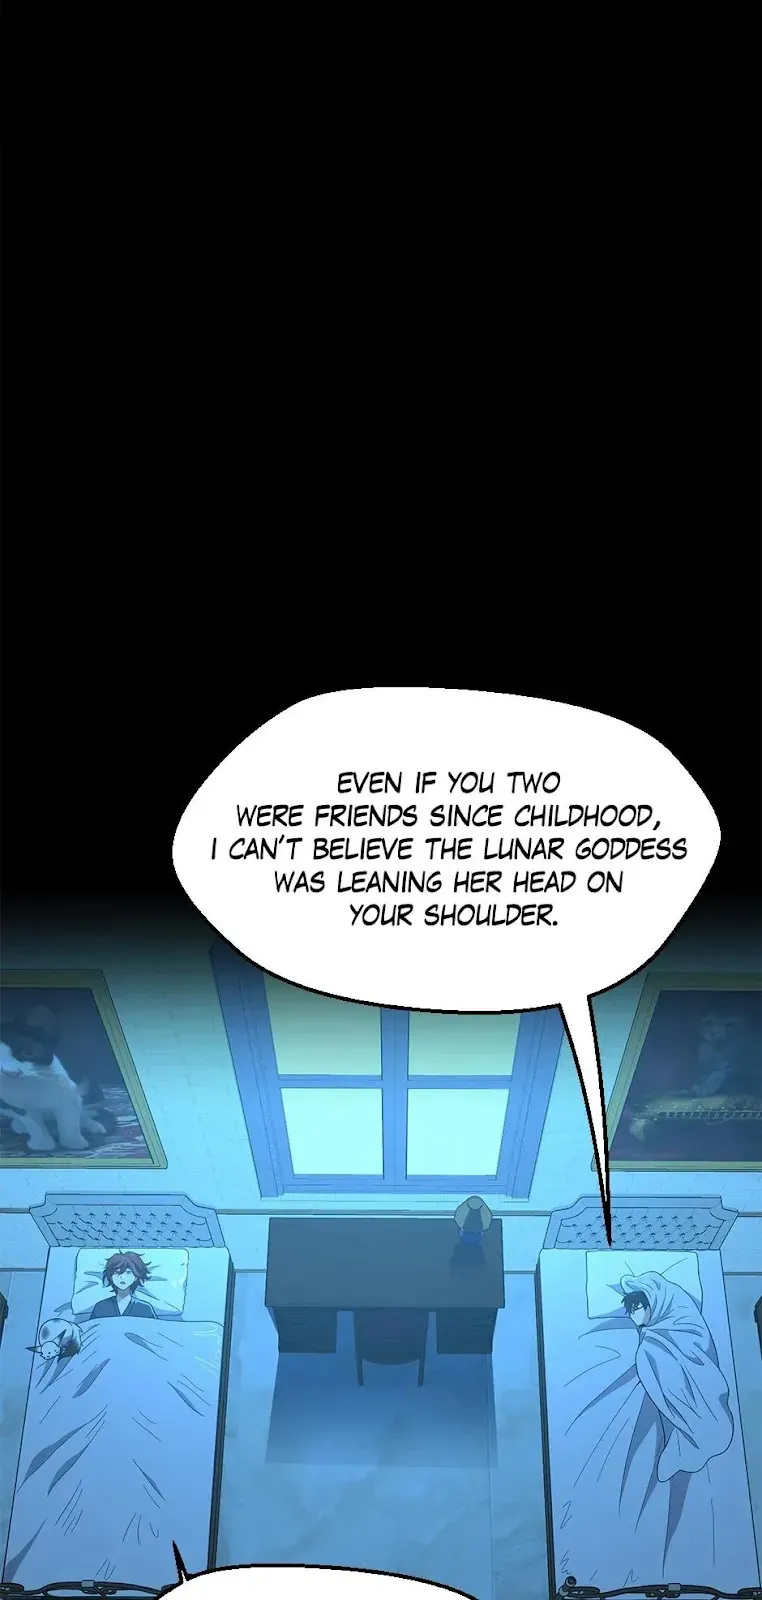 EVEN IF YOU TWO
WERE FRIENDS SINCE CHILDHOOD,
I CAN'T BELIEVE THE LUNAR GODDESS
WAS LEANING HER HEAD ON
YOUR SHOULDER.